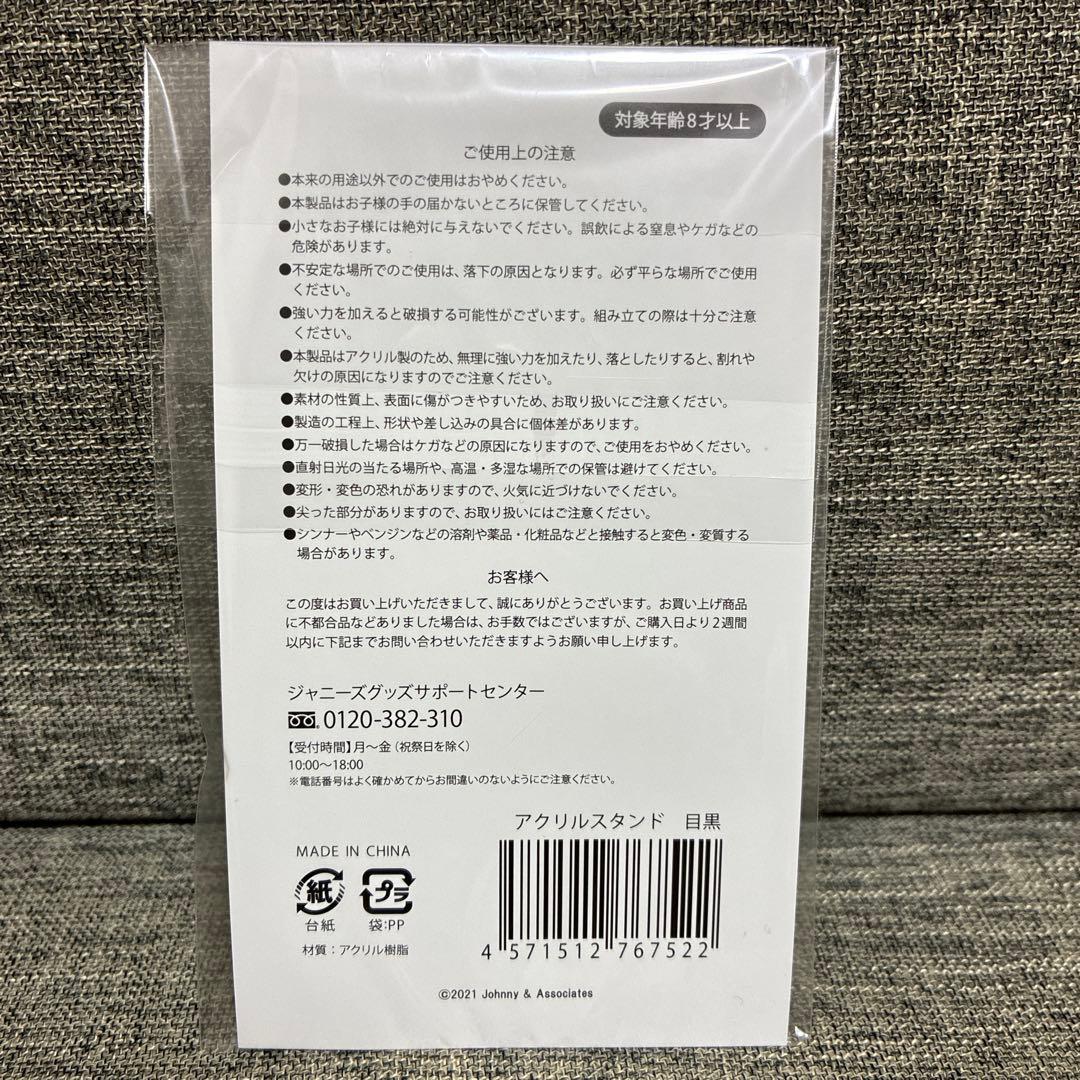 対象年齢8才以上
ご使用上の注意
●本来の用途以外でのご使用はおやめください。
●本製品はお子様の手の届かないところに保管してください。
●小さなお子様には絶対に与えないでください。誤飲による窒息やケガなどの
危険があります。
●不安定な場所でのご使用は、落下の原因となります。必ず平らな場所でご使用
ください。
●強い力を加えると破損する可能性がございます。組み立ての際は十分ご注意
ください。
●本製品はアクリル製のため、無理に強い力を加えたり、落としたりすると、割れや
欠けの原因になりますのでご注意ください。
●素材の性質上、表面に傷がつきやすいため、お取り扱いにご注意ください。
●製造の工程上、形状や差し込みの具合に個体差があります。
●万一破損した場合はケガなどの原因になりますので、ご使用をおやめください。
●直射日光の当たる場所や、高温・多湿な場所での保管は避けてください。
●変形・変色の恐れがありますので、火気に近づけないでください。
●尖った部分がありますので、お取り扱いにはご注意ください。
●シンナーやベンジンなどの溶剤や薬品・化粧品などと接触すると変色・変質する
場合があります。
お客様へ
この度はお買い上げいただきまして、誠にありがとうございます。お買い上げ商品
に不都合品などありました場合は、お手数ではございますが、ご購入日より2週間
以内に下記までお問い合わせいただきますようお願い申し上げます。
ジャニーズグッズサポートセンター
0120-382-310
【受付時間】月〜金（祝祭日を除く）
10:00〜18:00
※電話番号はよく確かめてからお間違いのないようにご注意ください。
アクリルスタンド 目黒
MADE IN CHINA
紙 プラ
台紙 袋:PP
材質：アクリル樹脂
4 571512 767522
©2021 Johnny & Associates